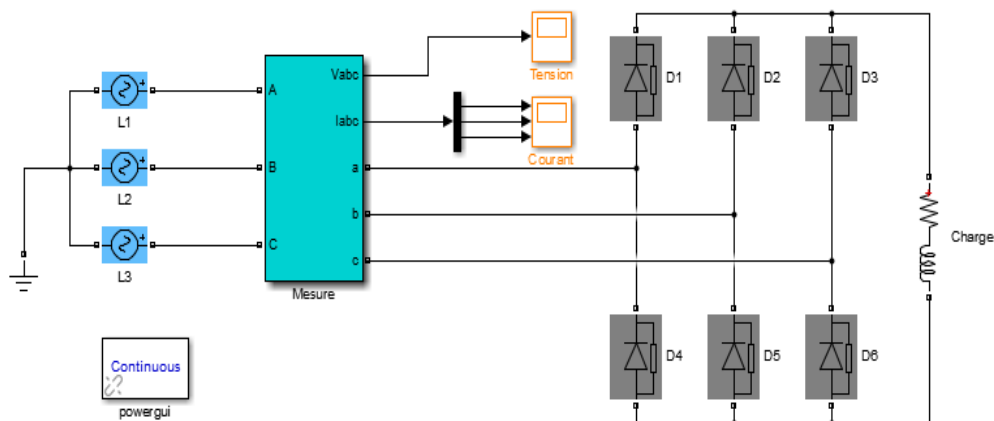 Vabc
Tension
D1
D2
D3
A
L1
Iabc
Courant
B
a
L2
b
Charge
C
c
L3
Mesure
D4
D5
D6
Continuous
powergui
+
+
+